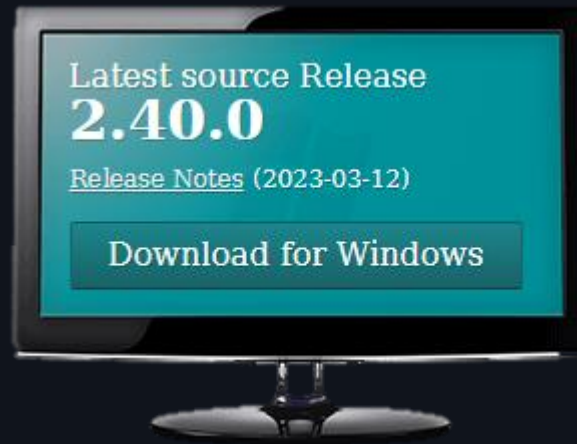 Latest source Release
2.40.0
Release Notes (2023-03-12)
Download for Windows